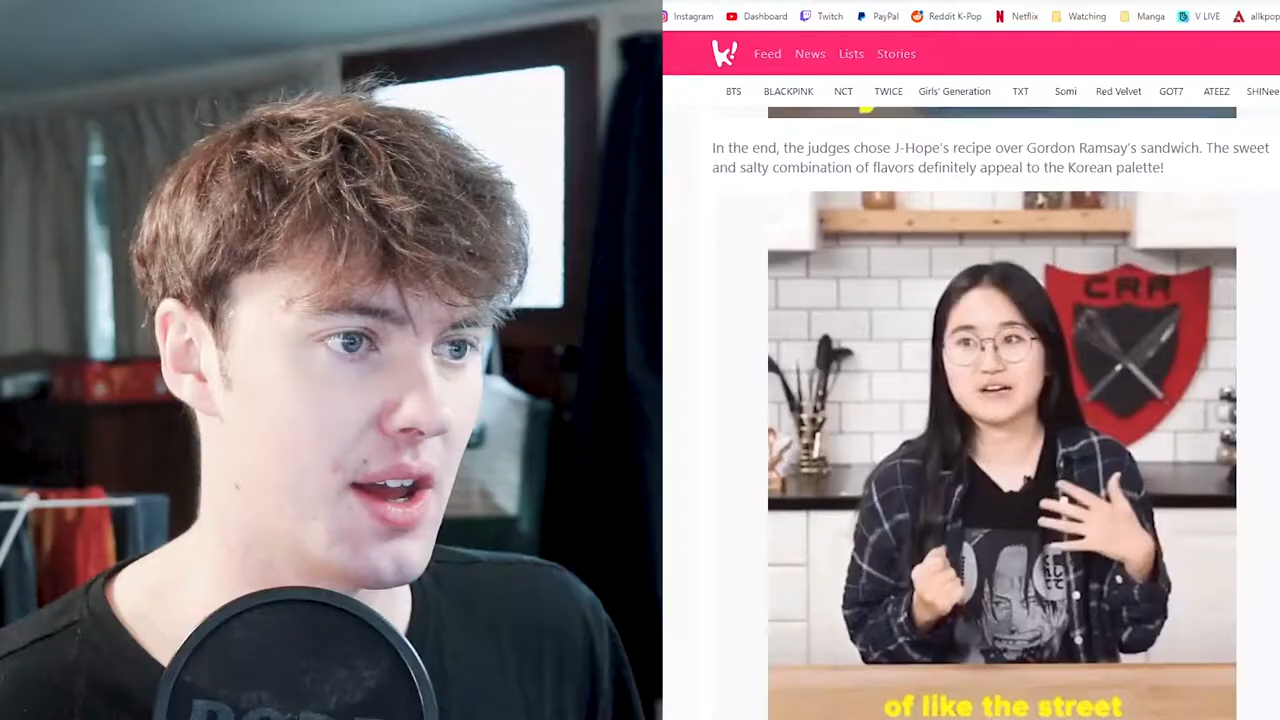 Instagram Dashboard Twitch PayPal Reddit K-Pop Netflix Watching Manga V LIVE allkpop
k! Feed News Lists Stories
BTS BLACKPINK NCT TWICE Girls' Generation TXT Somi Red Velvet GOT7 ATEEZ SHINee
In the end, the judges chose J-Hope's recipe over Gordon Ramsay's sandwich. The sweet
and salty combination of flavors definitely appeal to the Korean palette!
CRR
of like the street